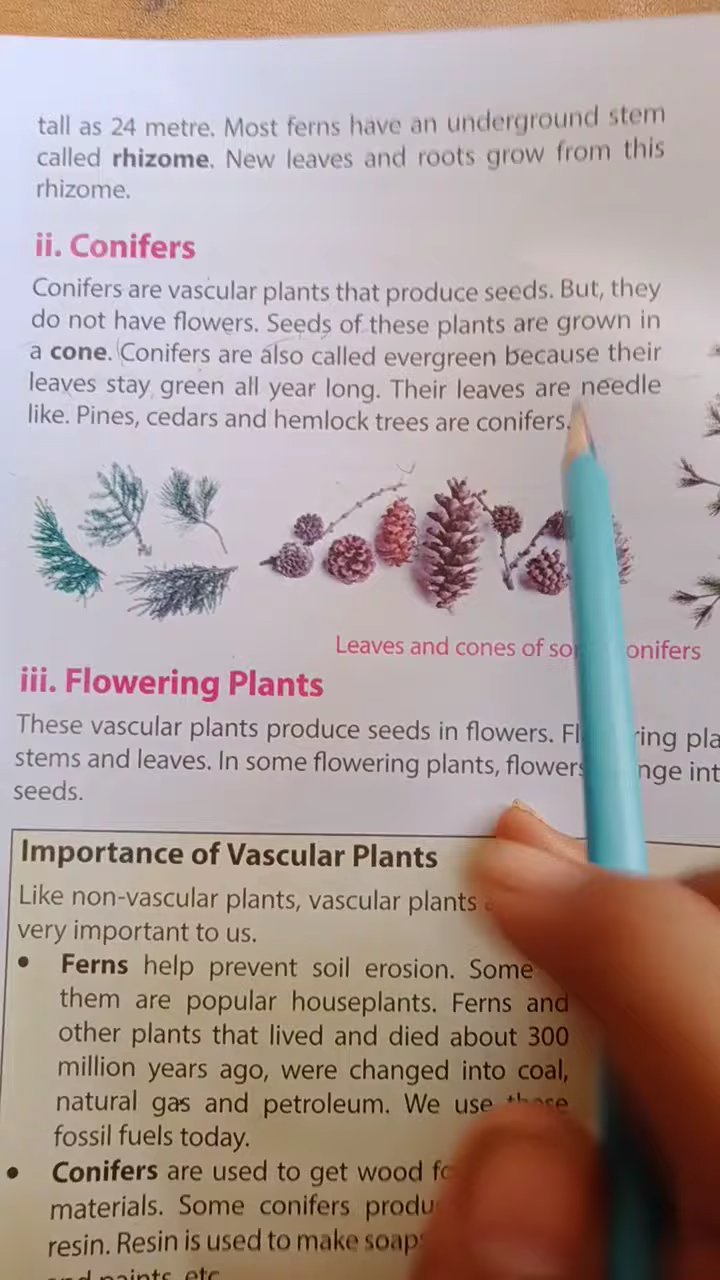 tall as 24 metre. Most ferns have an underground stem
called rhizome. New leaves and roots grow from this
rhizome.
ii. Conifers
Conifers are vascular plants that produce seeds. But, they
do not have flowers. Seeds of these plants are grown in
a cone. Conifers are also called evergreen because their
leaves stay green all year long. Their leaves are needle
like. Pines, cedars and hemlock trees are conifers.
Leaves and cones of so onifers
iii. Flowering Plants
These vascular plants produce seeds in flowers. Fl ring pla
stems and leaves. In some flowering plants, flowers nge int
seeds.
Importance of Vascular Plants
Like non-vascular plants, vascular plants
very important to us.
• Ferns help prevent soil erosion. Some
them are popular houseplants. Ferns and
other plants that lived and died about 300
million years ago, were changed into coal,
natural gas and petroleum. We use these
fossil fuels today.
• Conifers are used to get wood fo
materials. Some conifers produ
resin. Resin is used to make soap
and paints, etc.